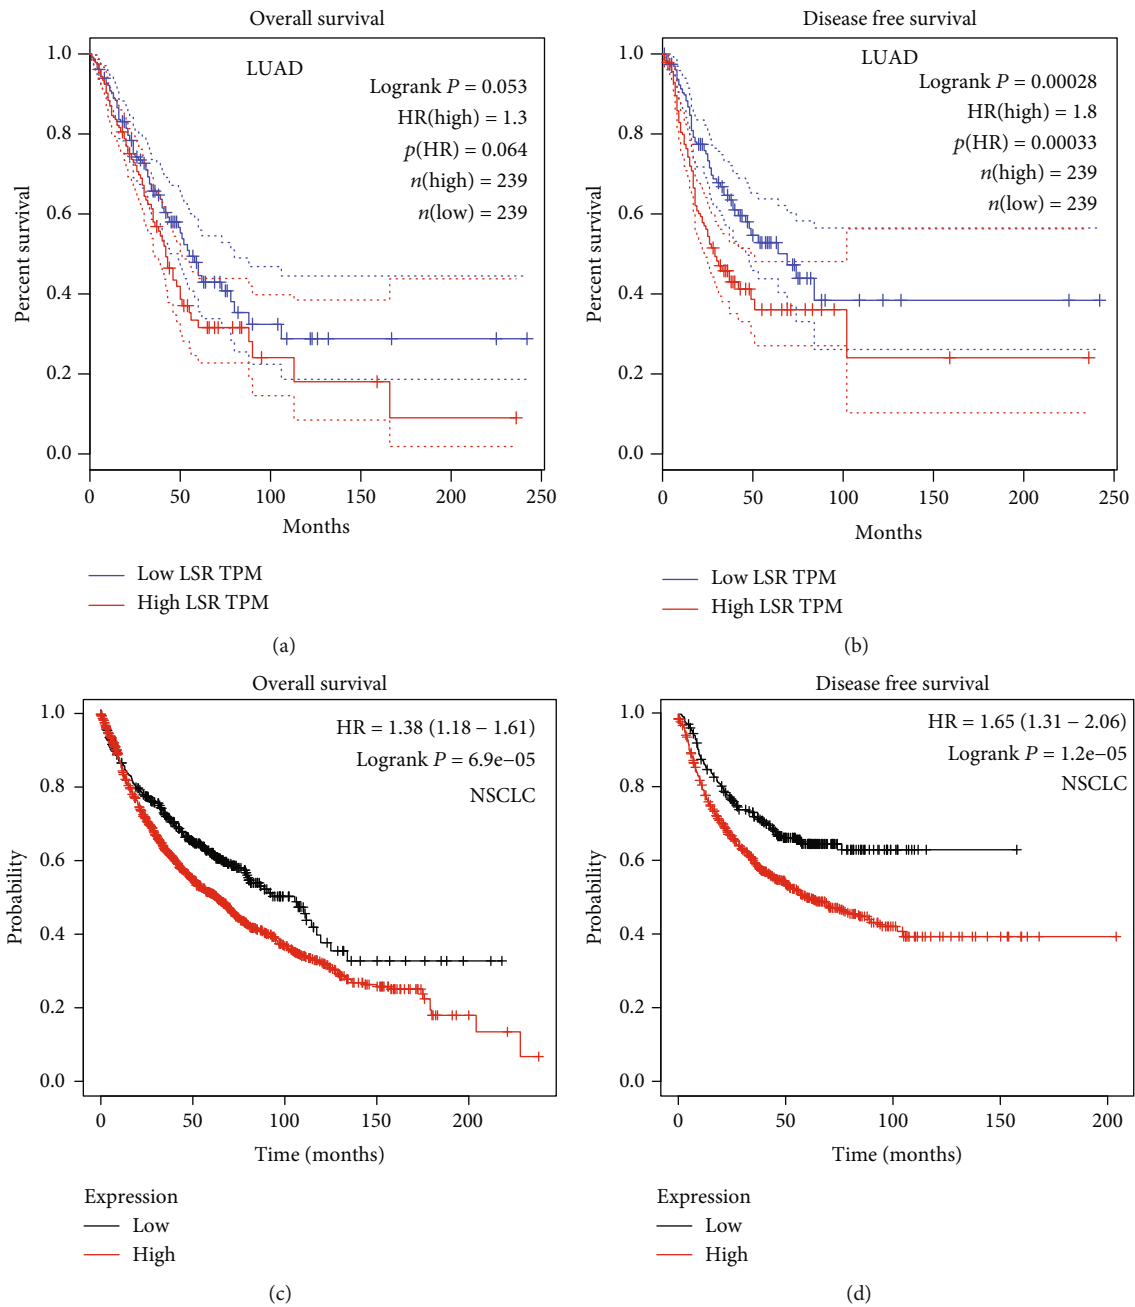 Overall survival
LUAD
Logrank P = 0.053
HR(high) = 1.3
p(HR) = 0.064
n(high) = 239
n(low) = 239
Percent survival
1.0
0.8
0.6
0.4
0.2
0.0
0 50 100 150 200 250
Months
Low LSR TPM
High LSR TPM
(a)
Disease free survival
LUAD
Logrank P = 0.00028
HR(high) = 1.8
p(HR) = 0.00033
n(high) = 239
n(low) = 239
Percent survival
1.0
0.8
0.6
0.4
0.2
0.0
0 50 100 150 200 250
Months
Low LSR TPM
High LSR TPM
(b)
Overall survival
HR = 1.38 (1.18 − 1.61)
Logrank P = 6.9e−05
NSCLC
Probability
1.0
0.8
0.6
0.4
0.2
0.0
0 50 100 150 200
Time (months)
Expression
Low
High
(c)
Disease free survival
HR = 1.65 (1.31 − 2.06)
Logrank P = 1.2e−05
NSCLC
Probability
1.0
0.8
0.6
0.4
0.2
0.0
0 50 100 150 200
Time (months)
Expression
Low
High
(d)